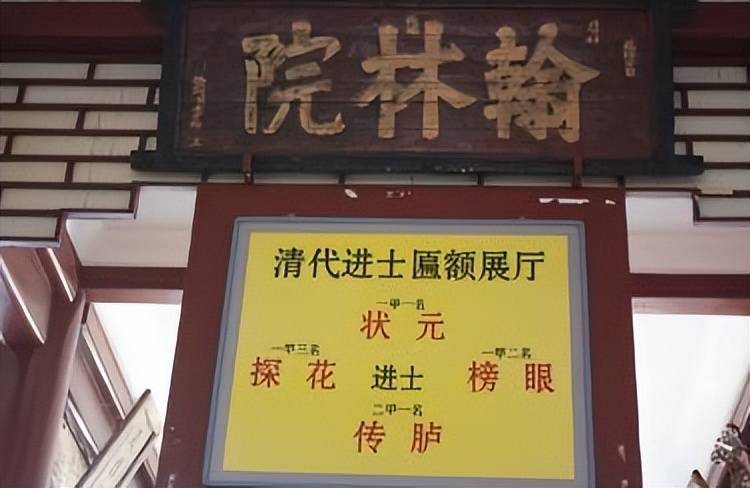 翰林院
清代进士匾额展厅
一甲一名
状元
一甲三名
一甲二名
探花 进士 榜眼
二甲一名
传胪